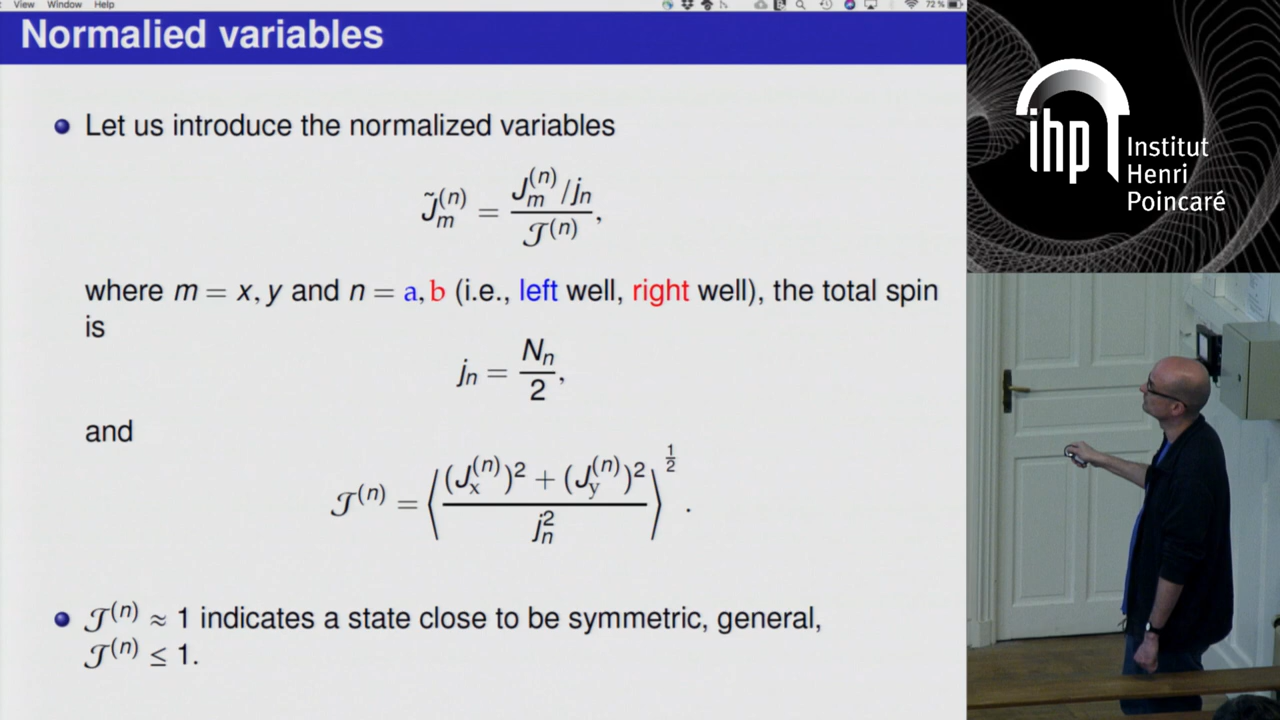 View Window Help
72 %
Normalied variables
Let us introduce the normalized variables
J̃_m^(n) = (J_m^(n) / j_n) / 𝒥^(n),
where m = x, y and n = a, b (i.e., left well, right well), the total spin
is
j_n = N_n / 2,
and
𝒥^(n) = ⟨ ((J_x^(n))^2 + (J_y^(n))^2) / j_n^2 ⟩^(1/2).
𝒥^(n) ≈ 1 indicates a state close to be symmetric, general,
𝒥^(n) ≤ 1.
ihp
Institut
Henri
Poincaré